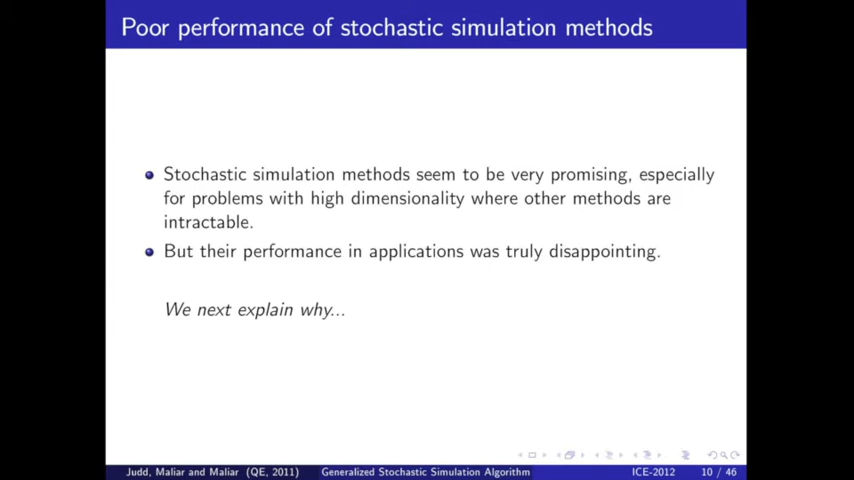 Poor performance of stochastic simulation methods
Stochastic simulation methods seem to be very promising, especially
for problems with high dimensionality where other methods are
intractable.
But their performance in applications was truly disappointing.
We next explain why...
Judd, Maliar and Maliar (QE, 2011) Generalized Stochastic Simulation Algorithm ICE-2012 10 / 46